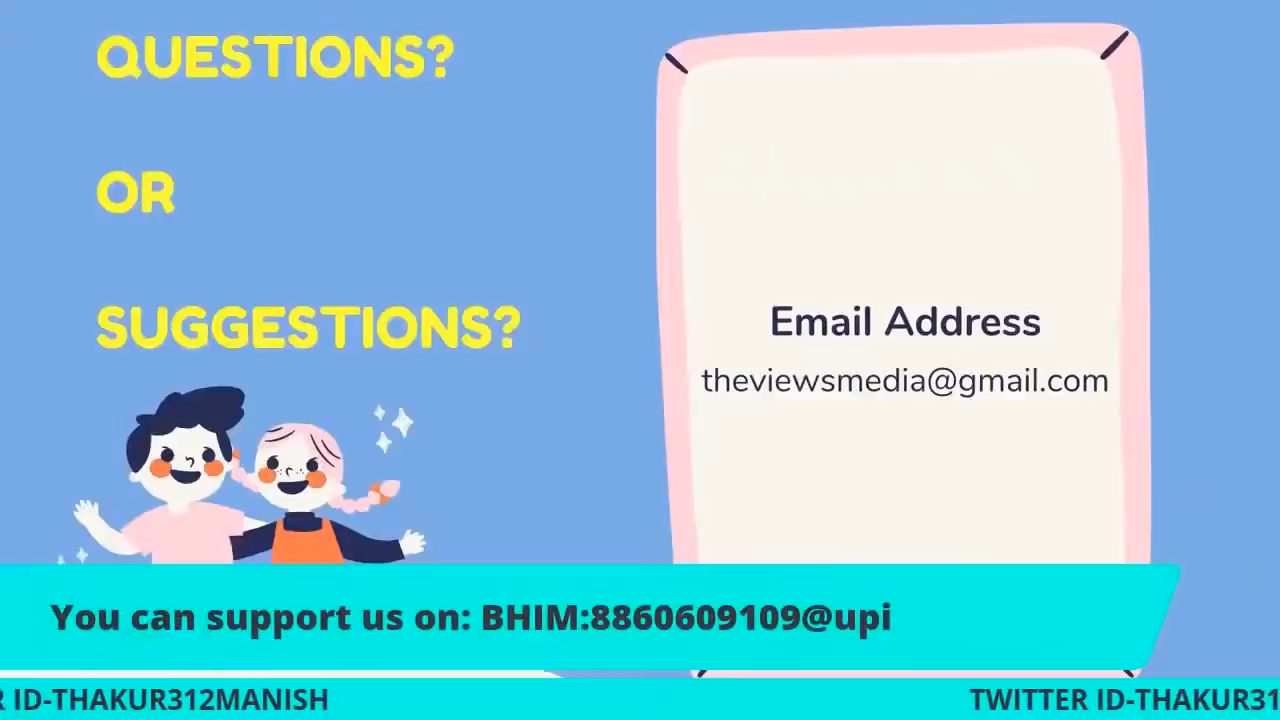 QUESTIONS?
OR
SUGGESTIONS?
Email Address
theviewsmedia@gmail.com
You can support us on: BHIM:8860609109@upi
R ID-THAKUR312MANISH TWITTER ID-THAKUR31